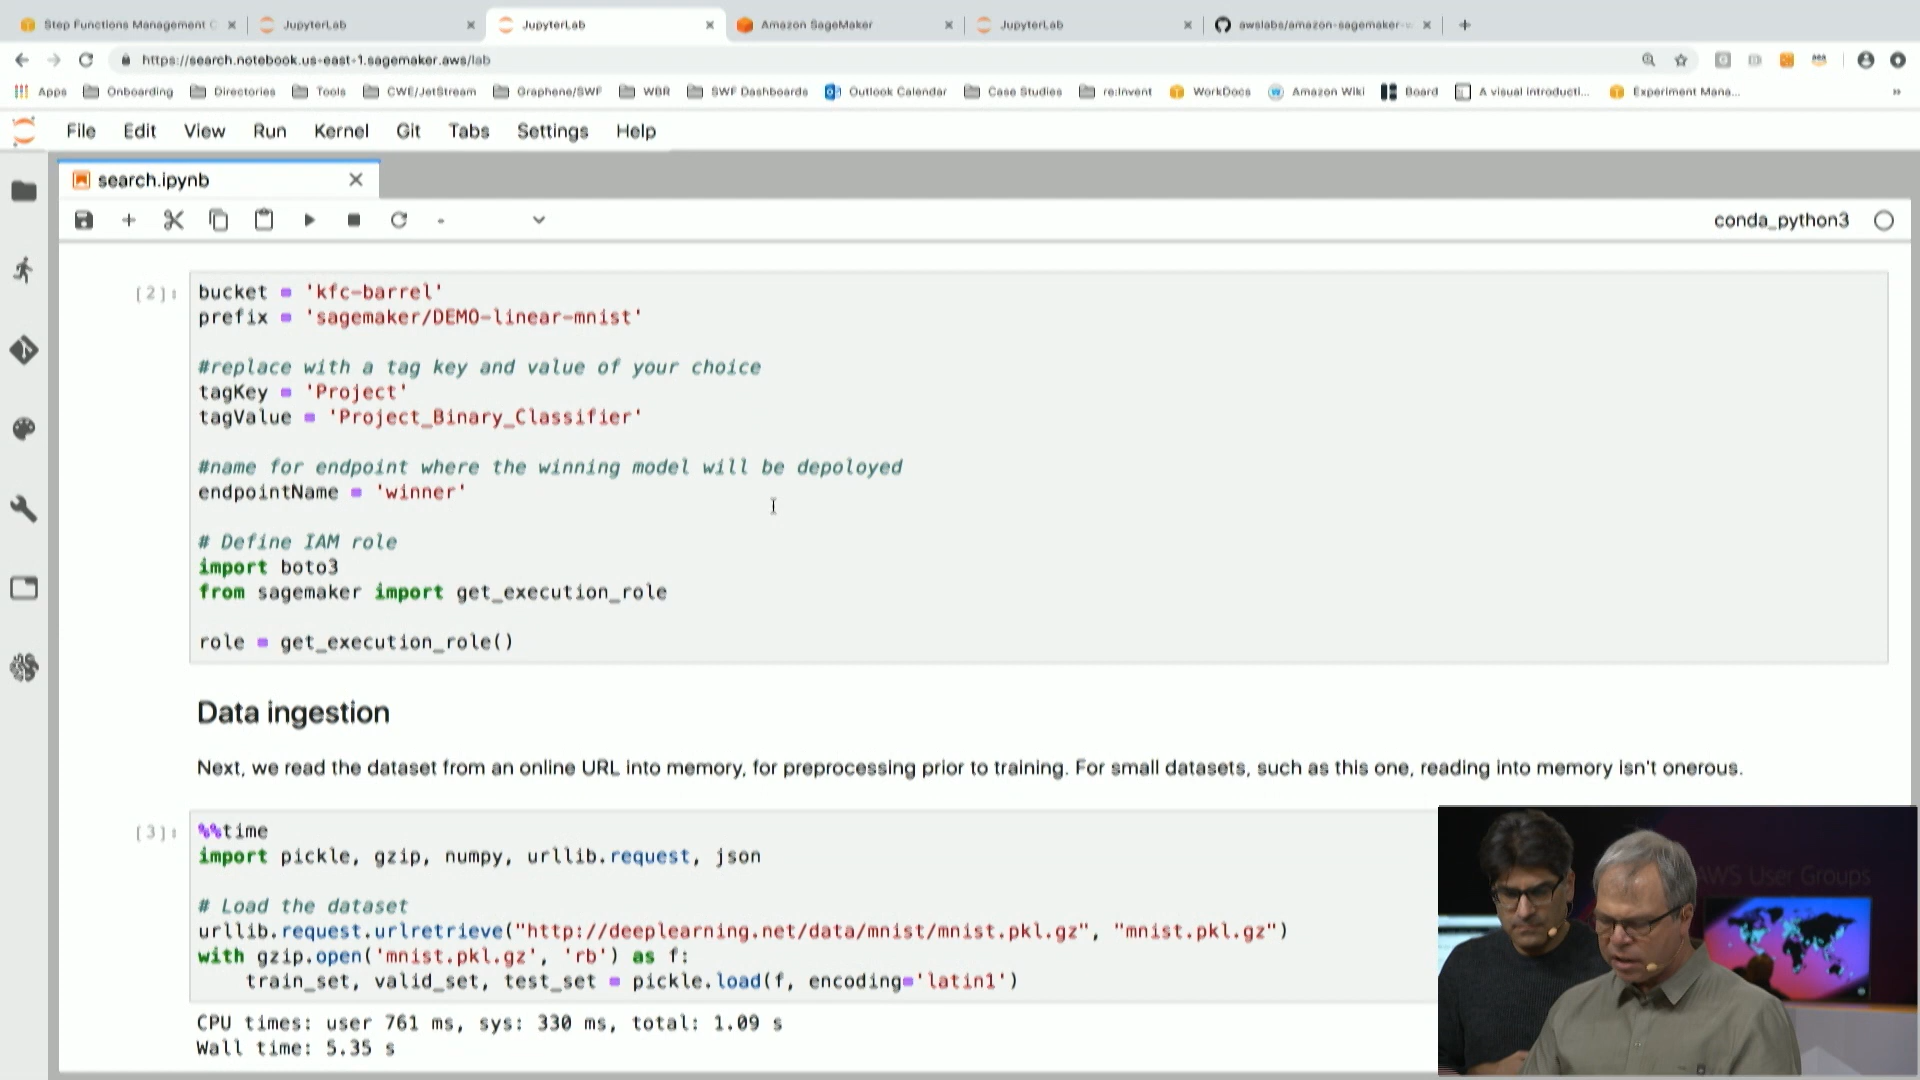 Step Functions Management C
JupyterLab
JupyterLab
Amazon SageMaker
JupyterLab
awslabs/amazon-sagemaker-
https://search.notebook.us-east-1.sagemaker.aws/lab
Apps
Onboarding
Directories
Tools
CWE/JetStream
Graphene/SWF
WBR
SWF Dashboards
Outlook Calendar
Case Studies
re:Invent
WorkDocs
Amazon Wiki
Board
A visual introducti...
Experiment Mana...
File Edit View Run Kernel Git Tabs Settings Help
search.ipynb
conda_python3
[2]:
bucket = 'kfc-barrel'
prefix = 'sagemaker/DEMO-linear-mnist'
#replace with a tag key and value of your choice
tagKey = 'Project'
tagValue = 'Project_Binary_Classifier'
#name for endpoint where the winning model will be depoloyed
endpointName = 'winner'
# Define IAM role
import boto3
from sagemaker import get_execution_role
role = get_execution_role()
Data ingestion
Next, we read the dataset from an online URL into memory, for preprocessing prior to training. For small datasets, such as this one, reading into memory isn't onerous.
[3]:
%%time
import pickle, gzip, numpy, urllib.request, json
# Load the dataset
urllib.request.urlretrieve("http://deeplearning.net/data/mnist/mnist.pkl.gz", "mnist.pkl.gz")
with gzip.open('mnist.pkl.gz', 'rb') as f:
train_set, valid_set, test_set = pickle.load(f, encoding='latin1')
CPU times: user 761 ms, sys: 330 ms, total: 1.09 s
Wall time: 5.35 s
AWS User Groups